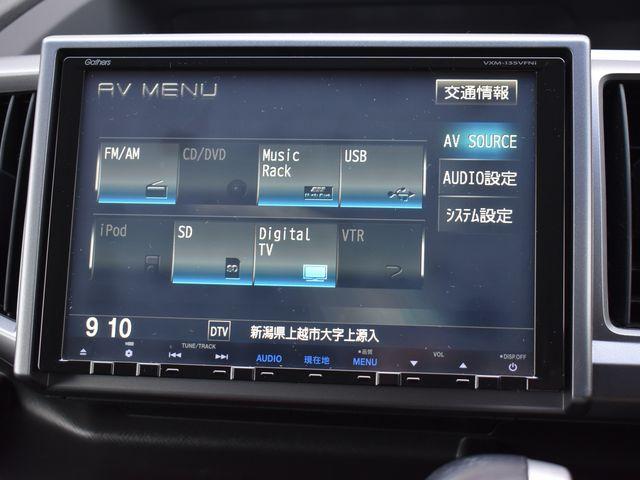 Gathers VXM-135VFNi
AV MENU
交通情報
FM/AM
CD/DVD
Music Rack
USB
AV SOURCE
AUDIO設定
iPod
SD
Digital TV
VTR
システム設定
9 10
DTV
新潟県上越市大字上源入
TUNE/TRACK
AUDIO
現在地
画質
MENU
VOL
DISP.OFF